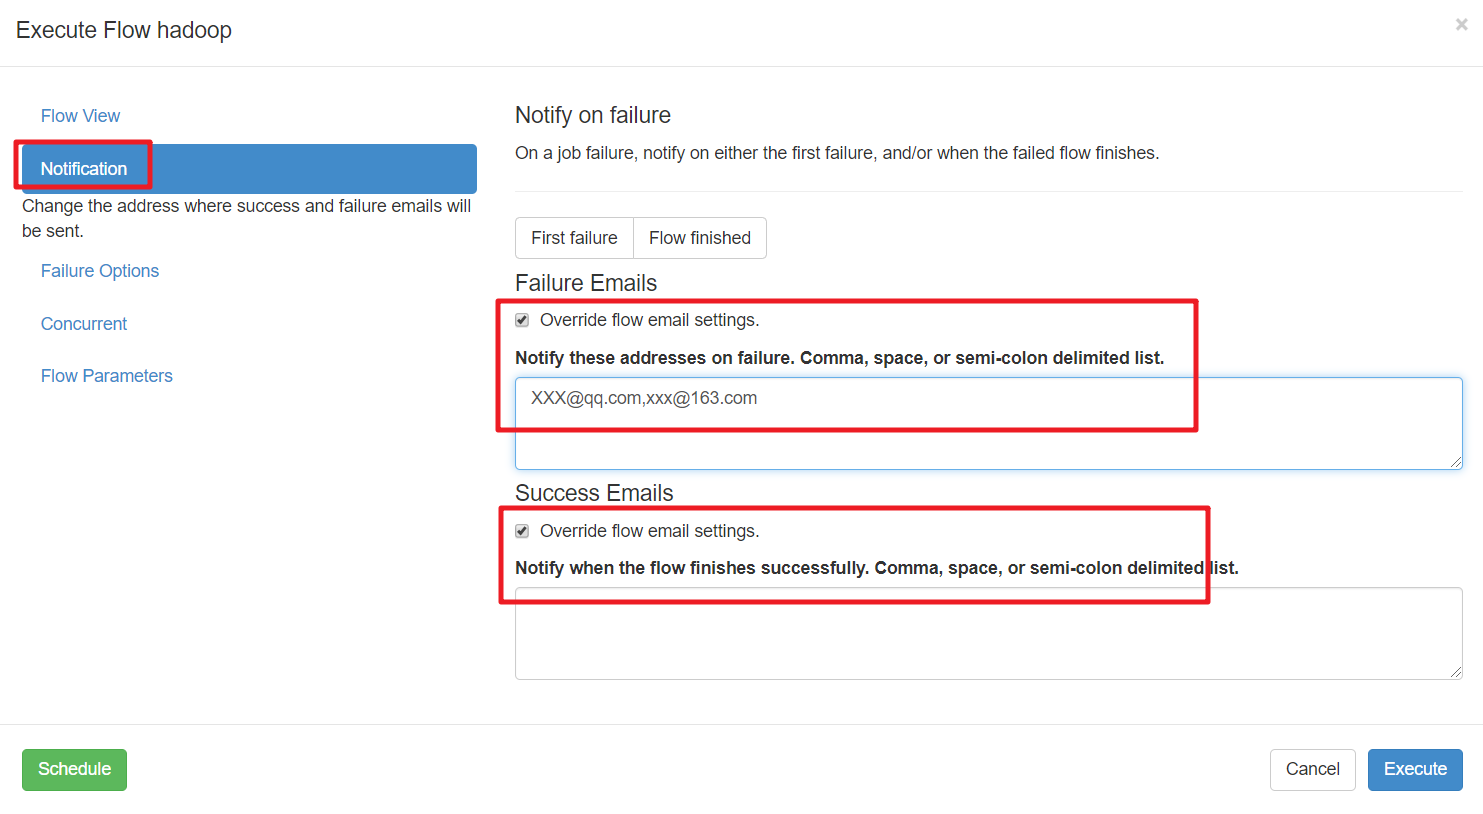 Execute Flow hadoop
×
Flow View
Notification
Change the address where success and failure emails will
be sent.
Failure Options
Concurrent
Flow Parameters
Notify on failure
On a job failure, notify on either the first failure, and/or when the failed flow finishes.
First failure
Flow finished
Failure Emails
Override flow email settings.
Notify these addresses on failure. Comma, space, or semi-colon delimited list.
XXX@qq.com,xxx@163.com
Success Emails
Override flow email settings.
Notify when the flow finishes successfully. Comma, space, or semi-colon delimited list.
Schedule
Cancel
Execute